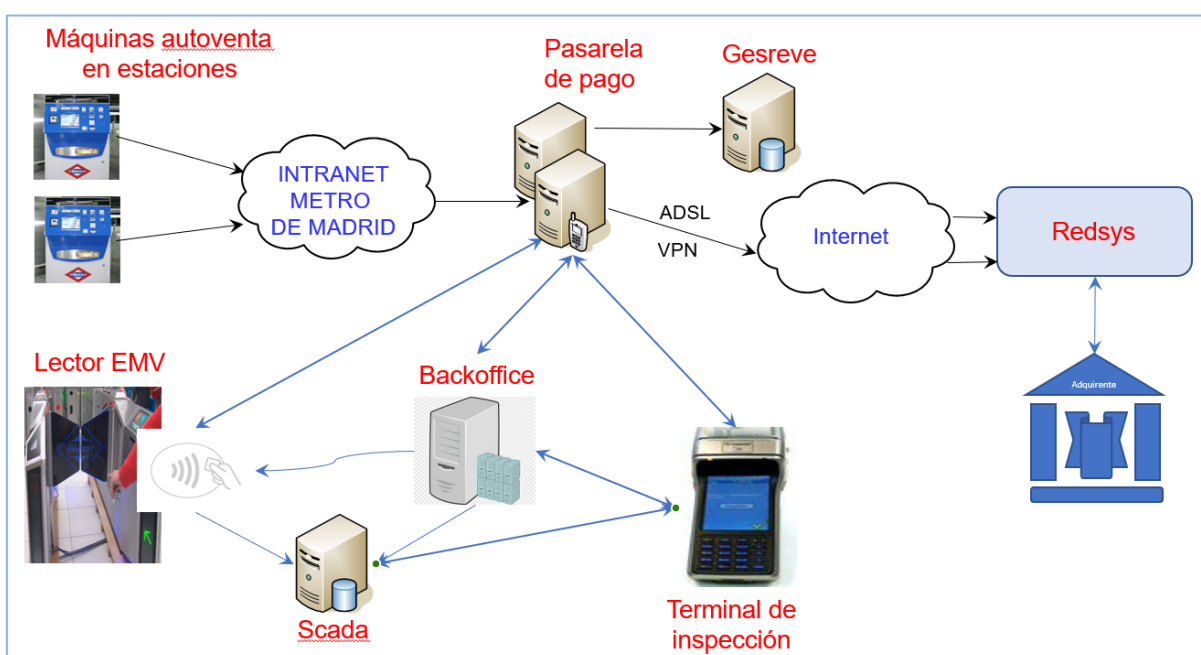 Máquinas autoventa
en estaciones
Pasarela
de pago
Gesreve
INTRANET
METRO
DE MADRID
ADSL
VPN
Internet
Redsys
Lector EMV
Backoffice
Adquirente
Scada
Terminal de
inspección